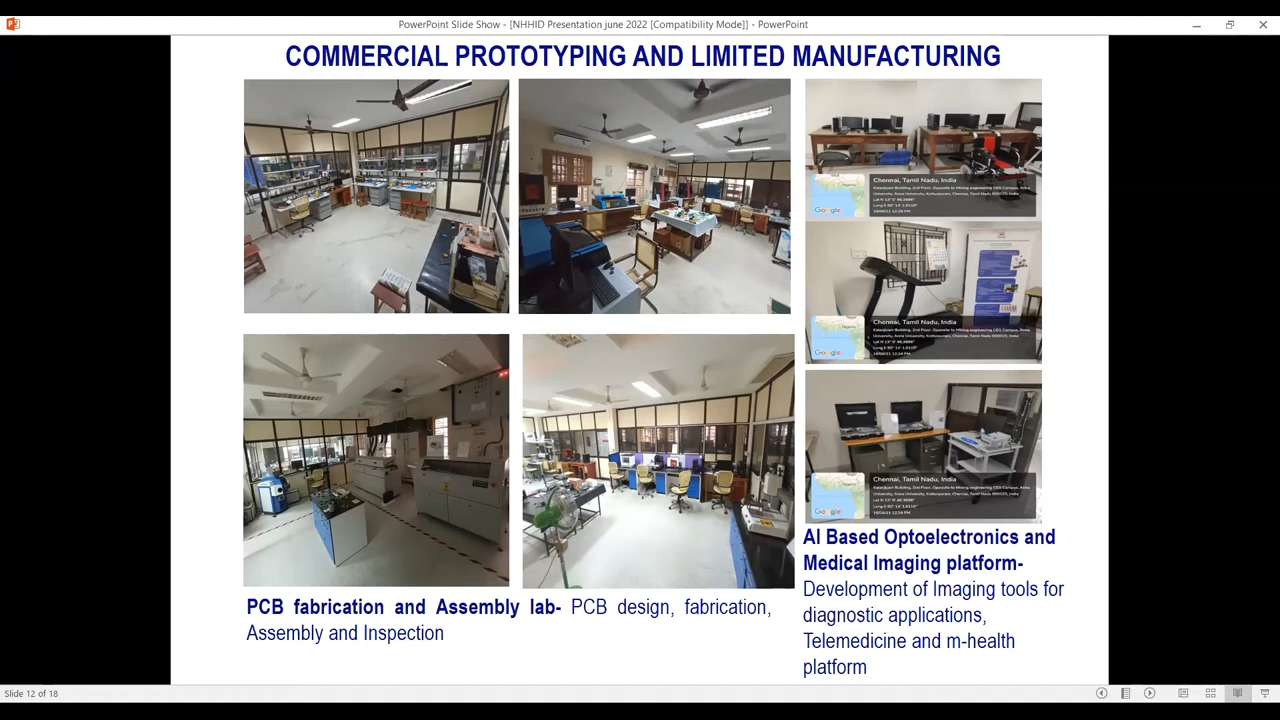 PowerPoint Slide Show - [NHHID Presentation june 2022 [Compatibility Mode]] - PowerPoint
COMMERCIAL PROTOTYPING AND LIMITED MANUFACTURING
Chennai, Tamil Nadu, India
Google
Chennai, Tamil Nadu, India
Google
Chennai, Tamil Nadu, India
Google
PCB fabrication and Assembly lab- PCB design, fabrication,
Assembly and Inspection
AI Based Optoelectronics and
Medical Imaging platform-
Development of Imaging tools for
diagnostic applications,
Telemedicine and m-health
platform
Slide 12 of 18